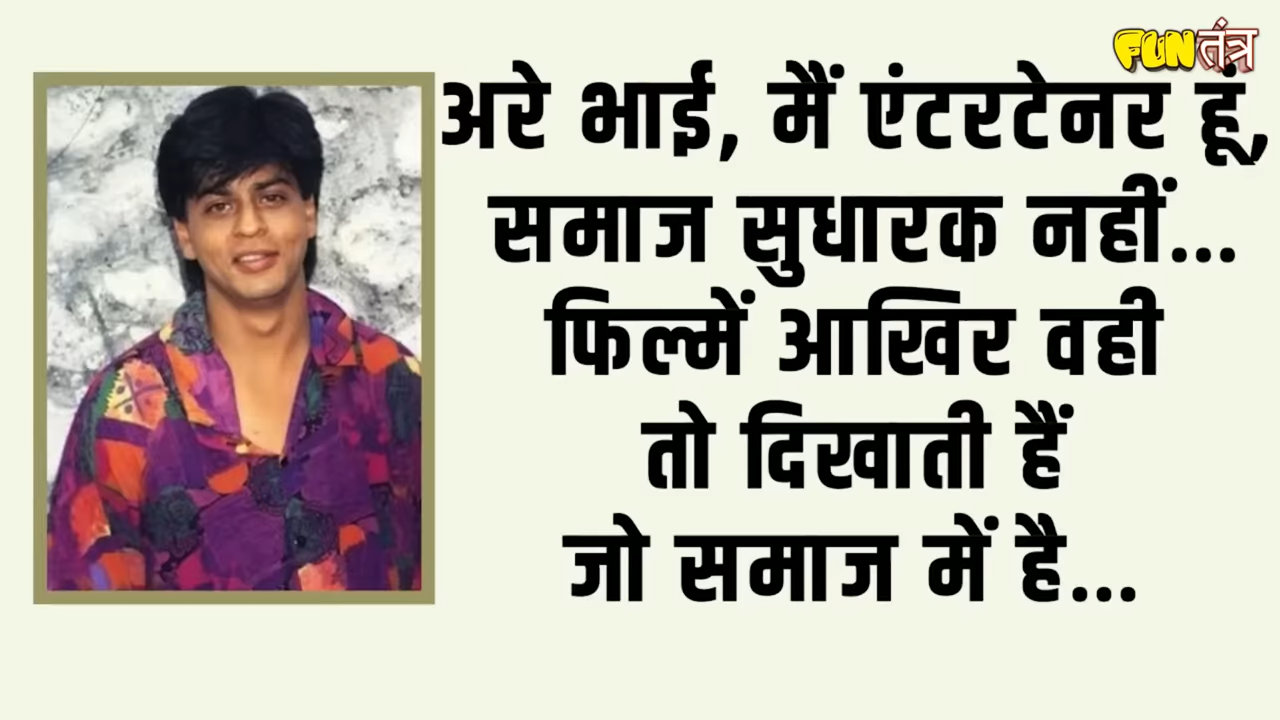 FUNतंत्र
अरे भाई, मैं एंटरटेनर हूं,
समाज सुधारक नहीं...
फिल्में आखिर वही
तो दिखाती हैं
जो समाज में है...